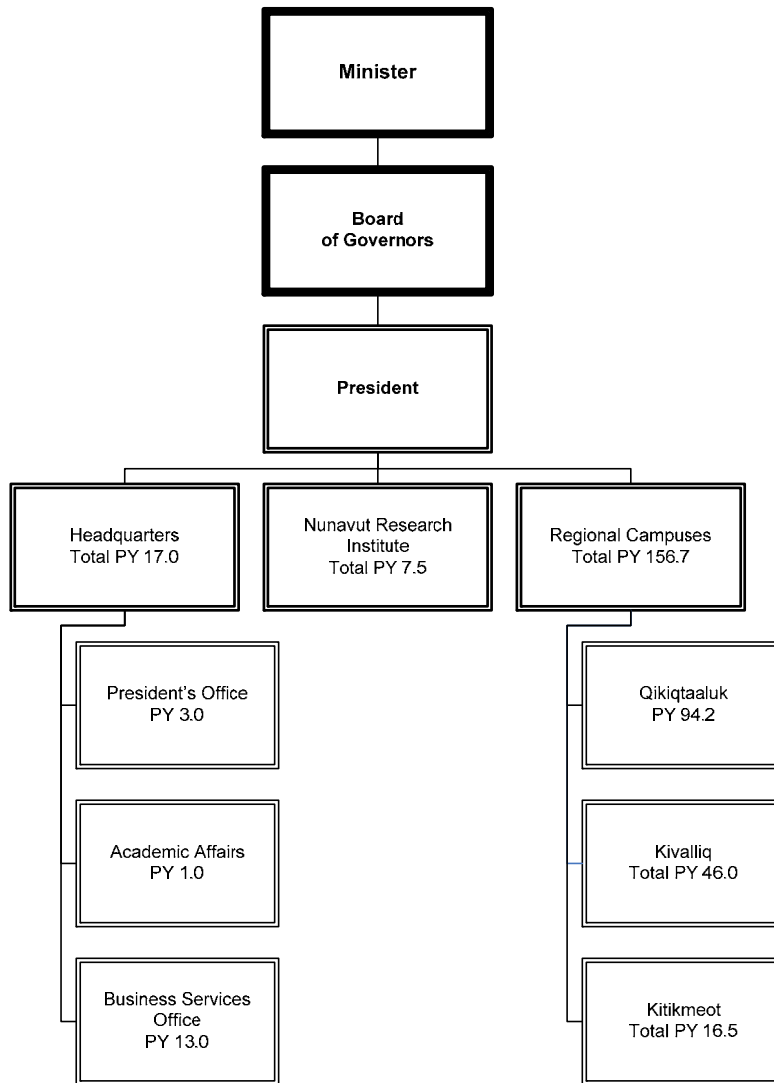 Minister
Board
of Governors
President
Headquarters
Total PY 17.0
Nunavut Research
Institute
Total PY 7.5
Regional Campuses
Total PY 156.7
President’s Office
PY 3.0
Academic Affairs
PY 1.0
Business Services
Office
PY 13.0
Qikiqtaaluk
PY 94.2
Kivalliq
Total PY 46.0
Kitikmeot
Total PY 16.5